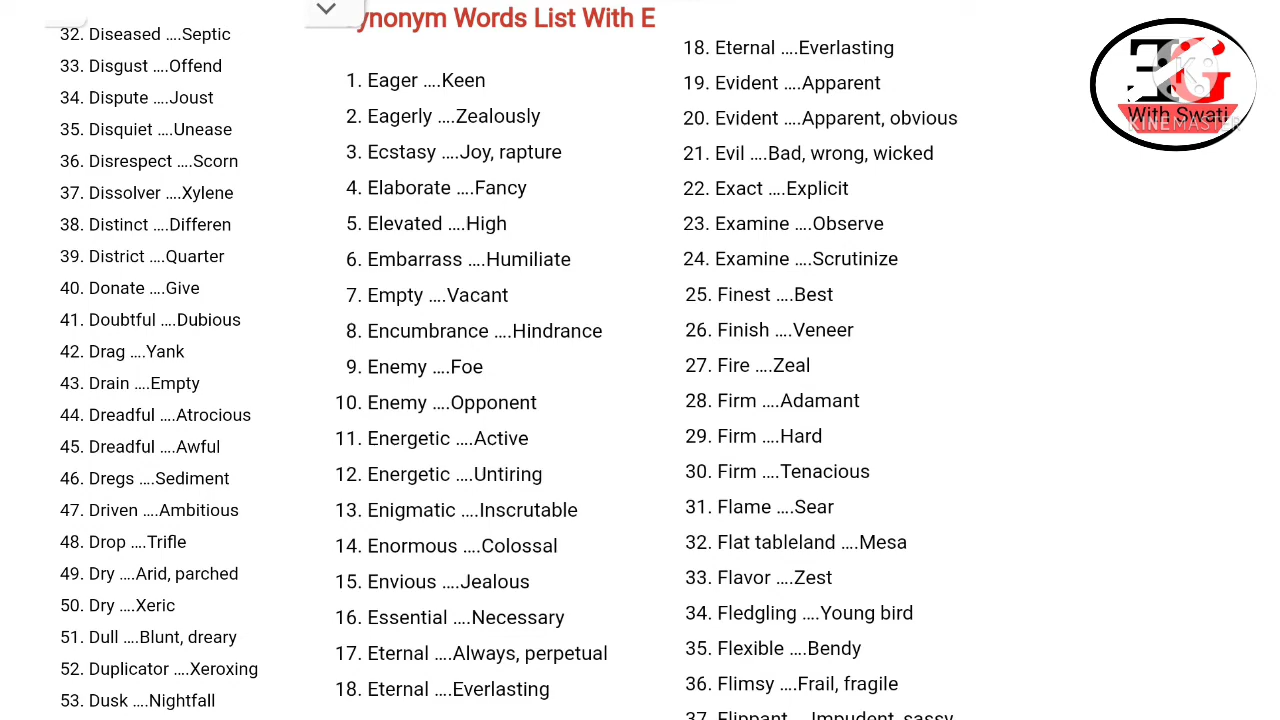 32. Diseased ....Septic
33. Disgust ....Offend
34. Dispute ....Joust
35. Disquiet ....Unease
36. Disrespect ....Scorn
37. Dissolver ....Xylene
38. Distinct ....Differen
39. District ....Quarter
40. Donate ....Give
41. Doubtful ....Dubious
42. Drag ....Yank
43. Drain ....Empty
44. Dreadful ....Atrocious
45. Dreadful ....Awful
46. Dregs ....Sediment
47. Driven ....Ambitious
48. Drop ....Trifle
49. Dry ....Arid, parched
50. Dry ....Xeric
51. Dull ....Blunt, dreary
52. Duplicator ....Xeroxing
53. Dusk ....Nightfall
ynonym Words List With E
1. Eager ....Keen
2. Eagerly ....Zealously
3. Ecstasy ....Joy, rapture
4. Elaborate ....Fancy
5. Elevated ....High
6. Embarrass ....Humiliate
7. Empty ....Vacant
8. Encumbrance ....Hindrance
9. Enemy ....Foe
10. Enemy ....Opponent
11. Energetic ....Active
12. Energetic ....Untiring
13. Enigmatic ....Inscrutable
14. Enormous ....Colossal
15. Envious ....Jealous
16. Essential ....Necessary
17. Eternal ....Always, perpetual
18. Eternal ....Everlasting
18. Eternal ....Everlasting
19. Evident ....Apparent
20. Evident ....Apparent, obvious
21. Evil ....Bad, wrong, wicked
22. Exact ....Explicit
23. Examine ....Observe
24. Examine ....Scrutinize
25. Finest ....Best
26. Finish ....Veneer
27. Fire ....Zeal
28. Firm ....Adamant
29. Firm ....Hard
30. Firm ....Tenacious
31. Flame ....Sear
32. Flat tableland ....Mesa
33. Flavor ....Zest
34. Fledgling ....Young bird
35. Flexible ....Bendy
36. Flimsy ....Frail, fragile
37. Flippant ....Impudent, sassy
EG
With Swati
KINEMASTER